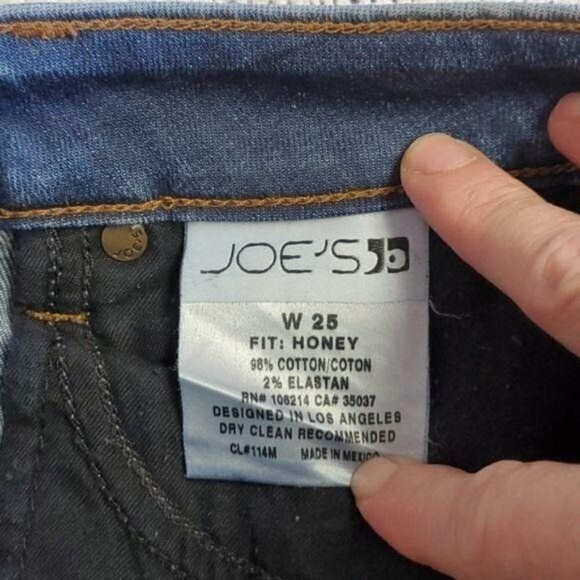 JOE'S
JOE'S
W 25
FIT: HONEY
98% COTTON/COTON
2% ELASTAN
RN# 106214 CA# 35037
DESIGNED IN LOS ANGELES
DRY CLEAN RECOMMENDED
CL#114M MADE IN MEXICO